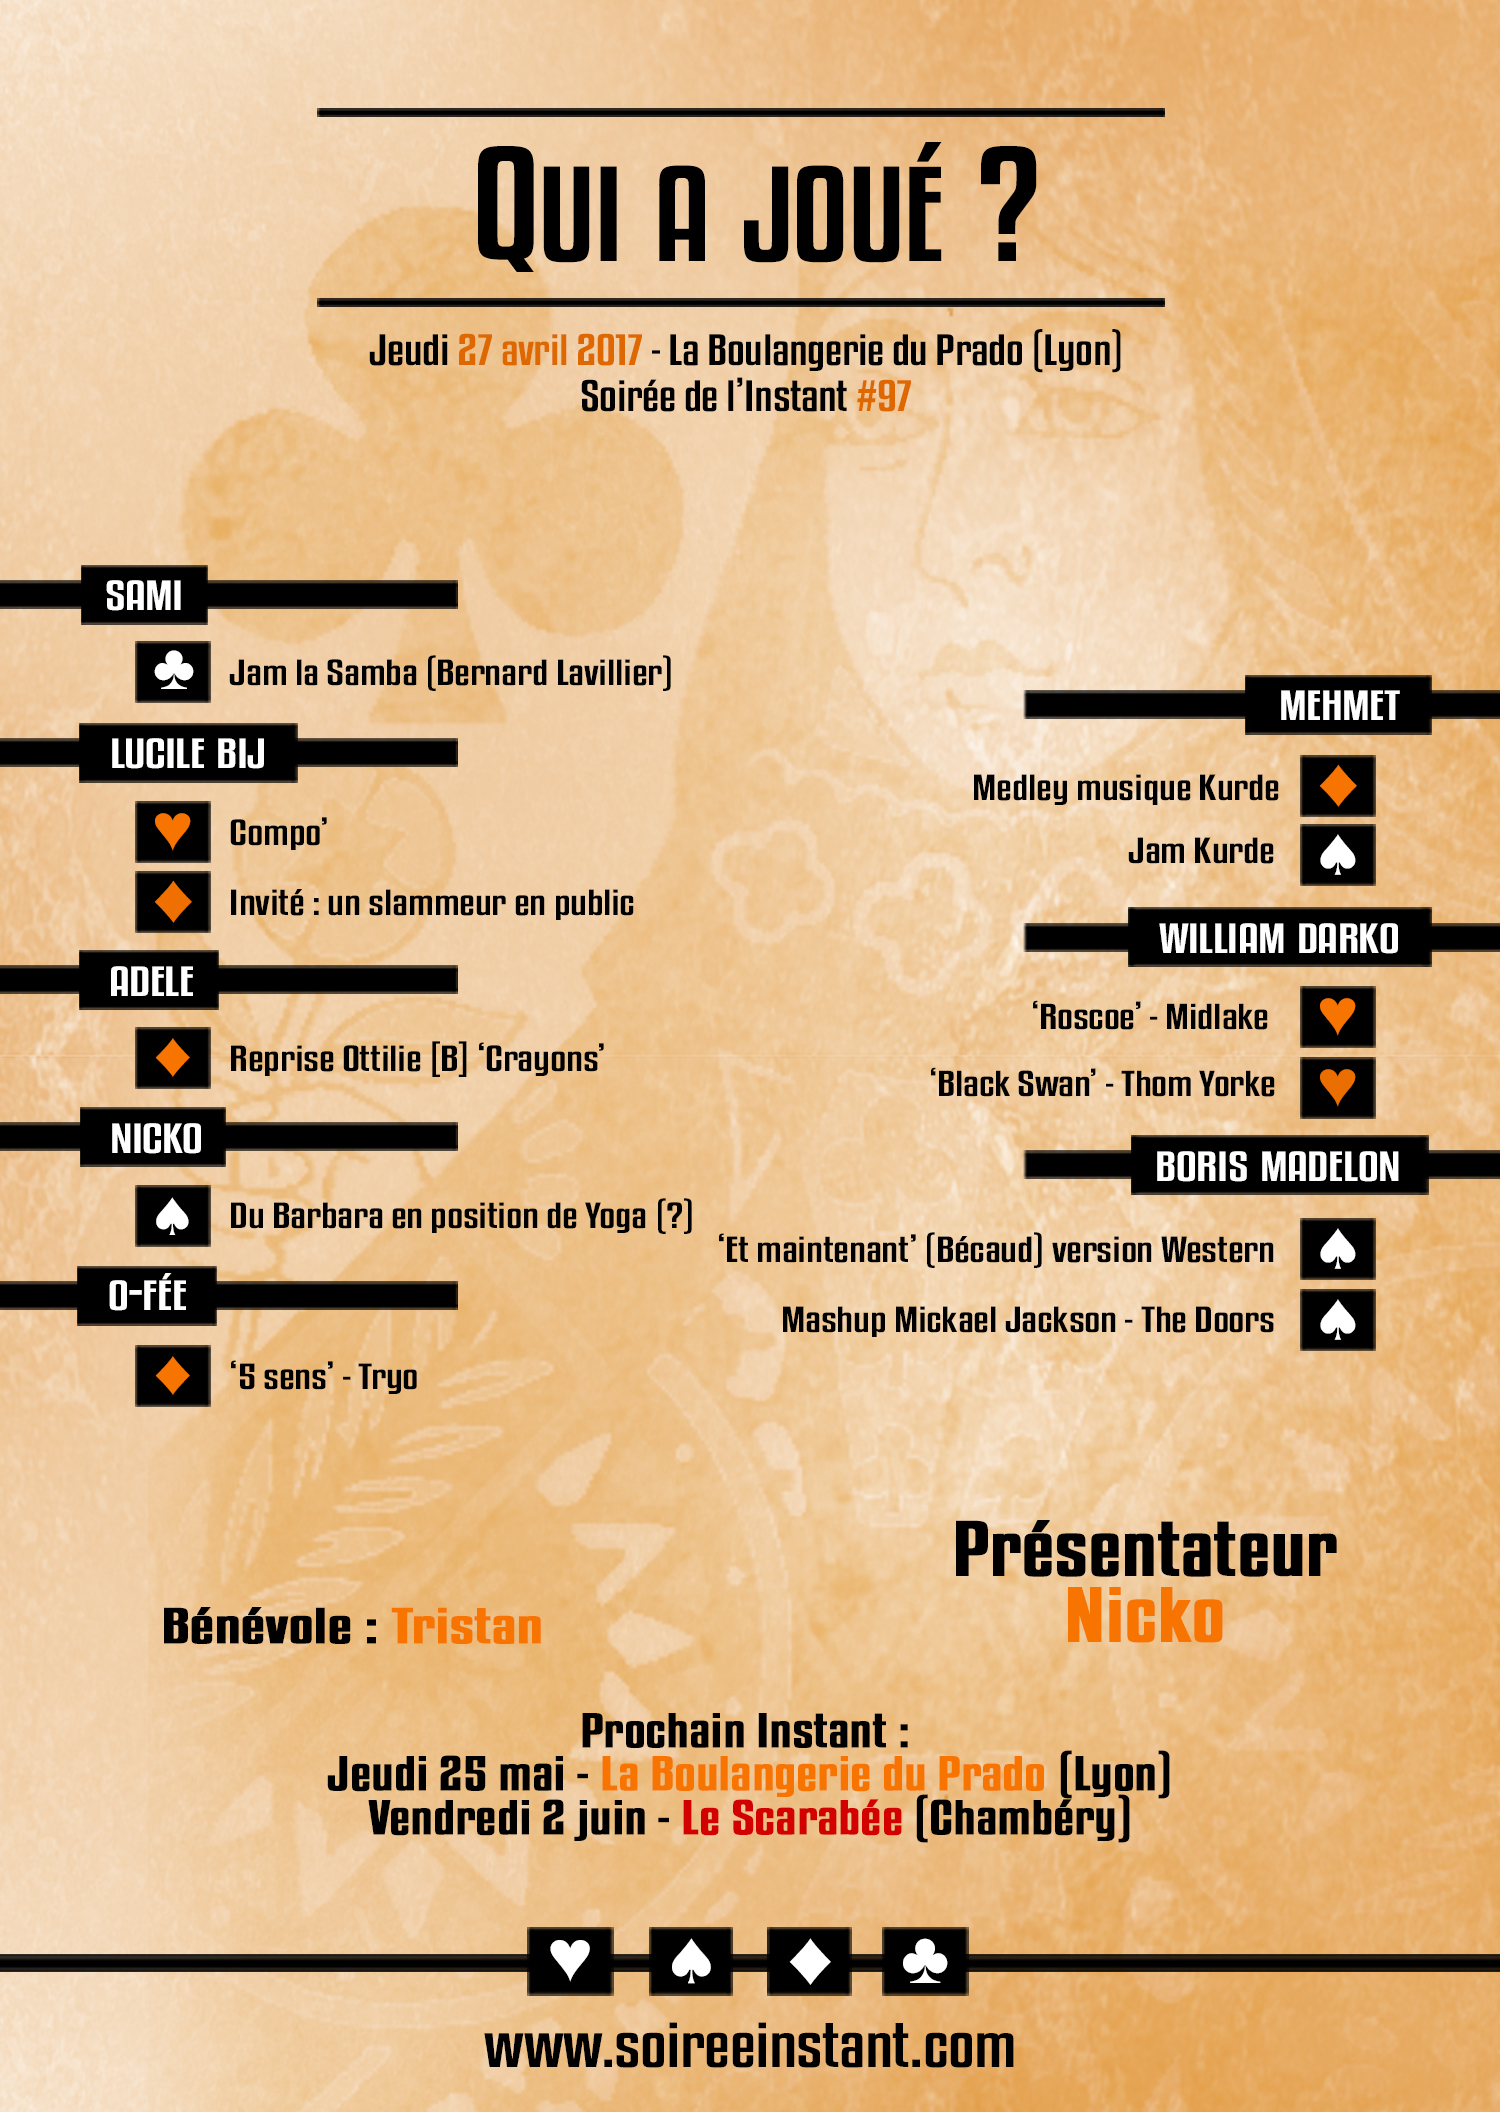 Qui a joué ?
Jeudi 27 avril 2017 - La Boulangerie du Prado (Lyon)
Soirée de l'Instant #97
SAMI
Jam la Samba (Bernard Lavillier)
LUCILE BIJ
Compo'
Invité : un slammeur en public
ADELE
Reprise Ottilie [B] ‘Crayons’
NICKO
Du Barbara en position de Yoga (?)
O-FÉE
‘5 sens’ - Tryo
MEHMET
Medley musique Kurde
Jam Kurde
WILLIAM DARKO
‘Roscoe’ - Midlake
‘Black Swan’ - Thom Yorke
BORIS MADELON
‘Et maintenant’ (Bécaud) version Western
Mashup Mickael Jackson - The Doors
Présentateur
Nicko
Bénévole : Tristan
Prochain Instant :
Jeudi 25 mai - La Boulangerie du Prado (Lyon)
Vendredi 2 juin - Le Scarabée (Chambéry)
www.soireeinstant.com